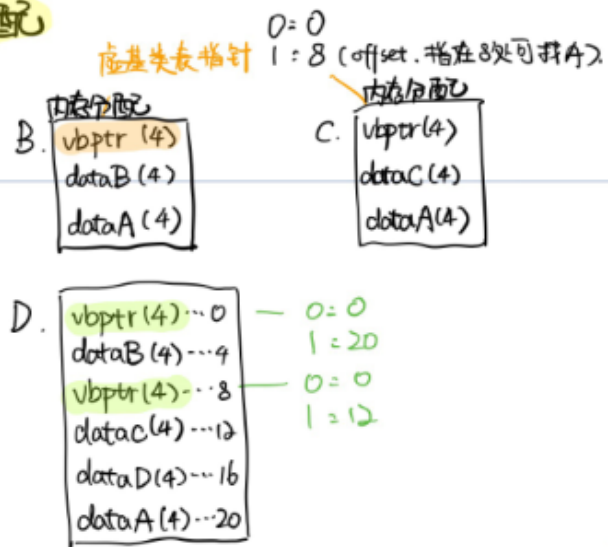 配
0=0
虚基类表指针 1:8 (offset.指在8处可找A).
内存分配
B.
vbptr (4)
dataB(4)
dataA(4)
内存分配
C.
vbptr(4)
dataC(4)
dataA(4)
D.
vbptr(4)…0 — 0=0
dataB(4)…4 1=20
vbptr(4)…8 — 0=0
datac(4)…12 1=12
dataD(4)…16
dataA(4)…20